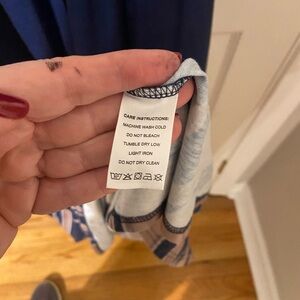 CARE INSTRUCTIONS:
MACHINE WASH COLD
DO NOT BLEACH
TUMBLE DRY LOW
LIGHT IRON
DO NOT DRY CLEAN